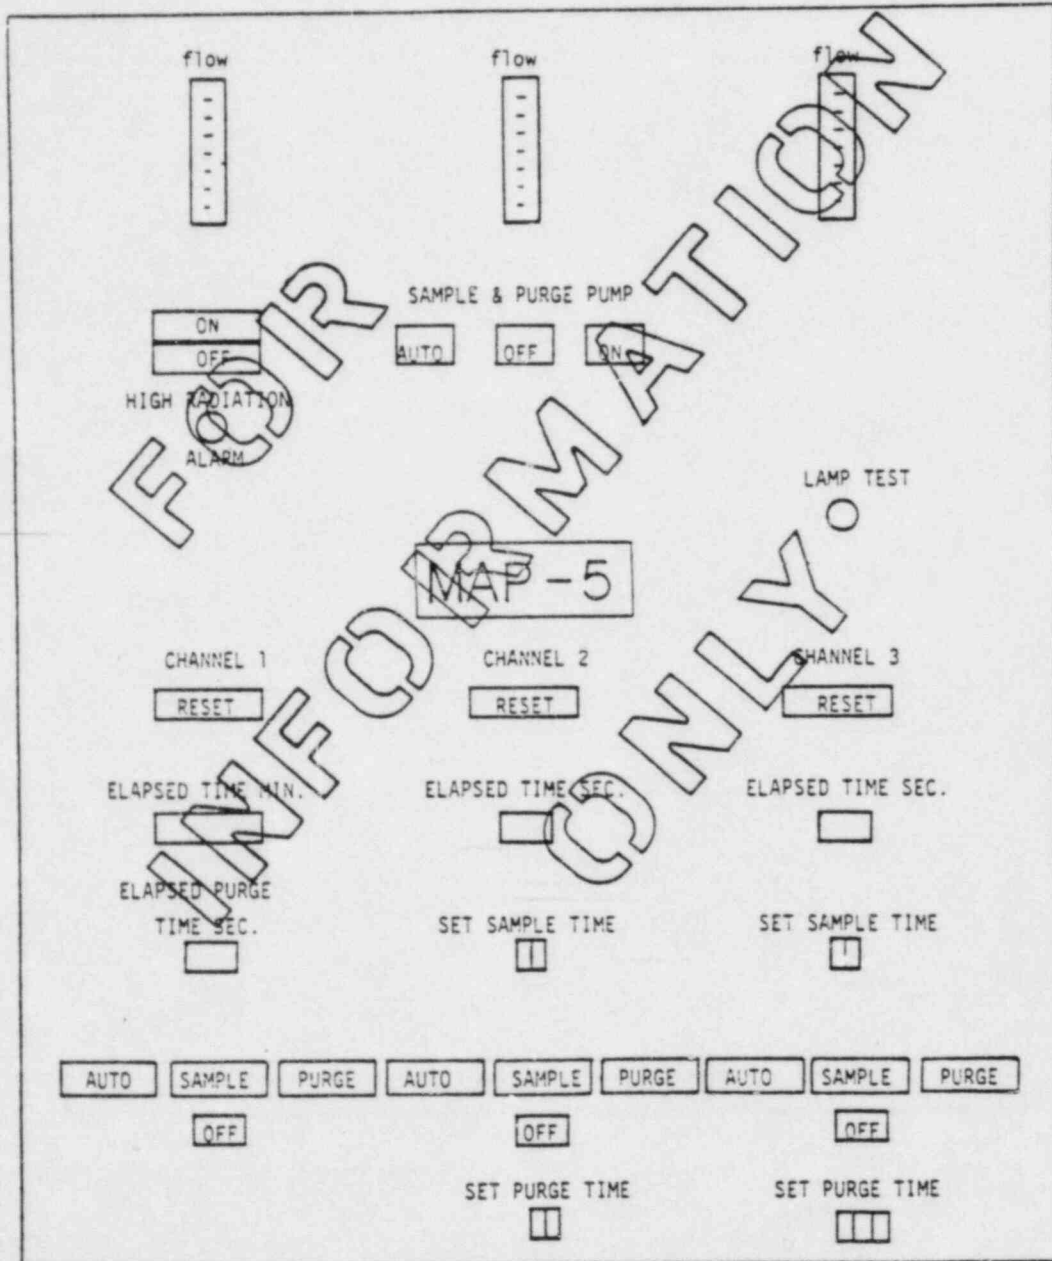 flow flow flow
SAMPLE & PURGE PUMP
ON
OFF
AUTO OFF ON
HIGH RADIATION
ALARM
LAMP TEST
MAP-5
CHANNEL 1 CHANNEL 2 CHANNEL 3
RESET RESET RESET
ELAPSED TIME MIN. ELAPSED TIME SEC. ELAPSED TIME SEC.
ELAPSED PURGE
TIME SEC. SET SAMPLE TIME SET SAMPLE TIME
AUTO SAMPLE PURGE AUTO SAMPLE PURGE AUTO SAMPLE PURGE
OFF OFF OFF
SET PURGE TIME SET PURGE TIME
FOR
INFORMATION
ONLY